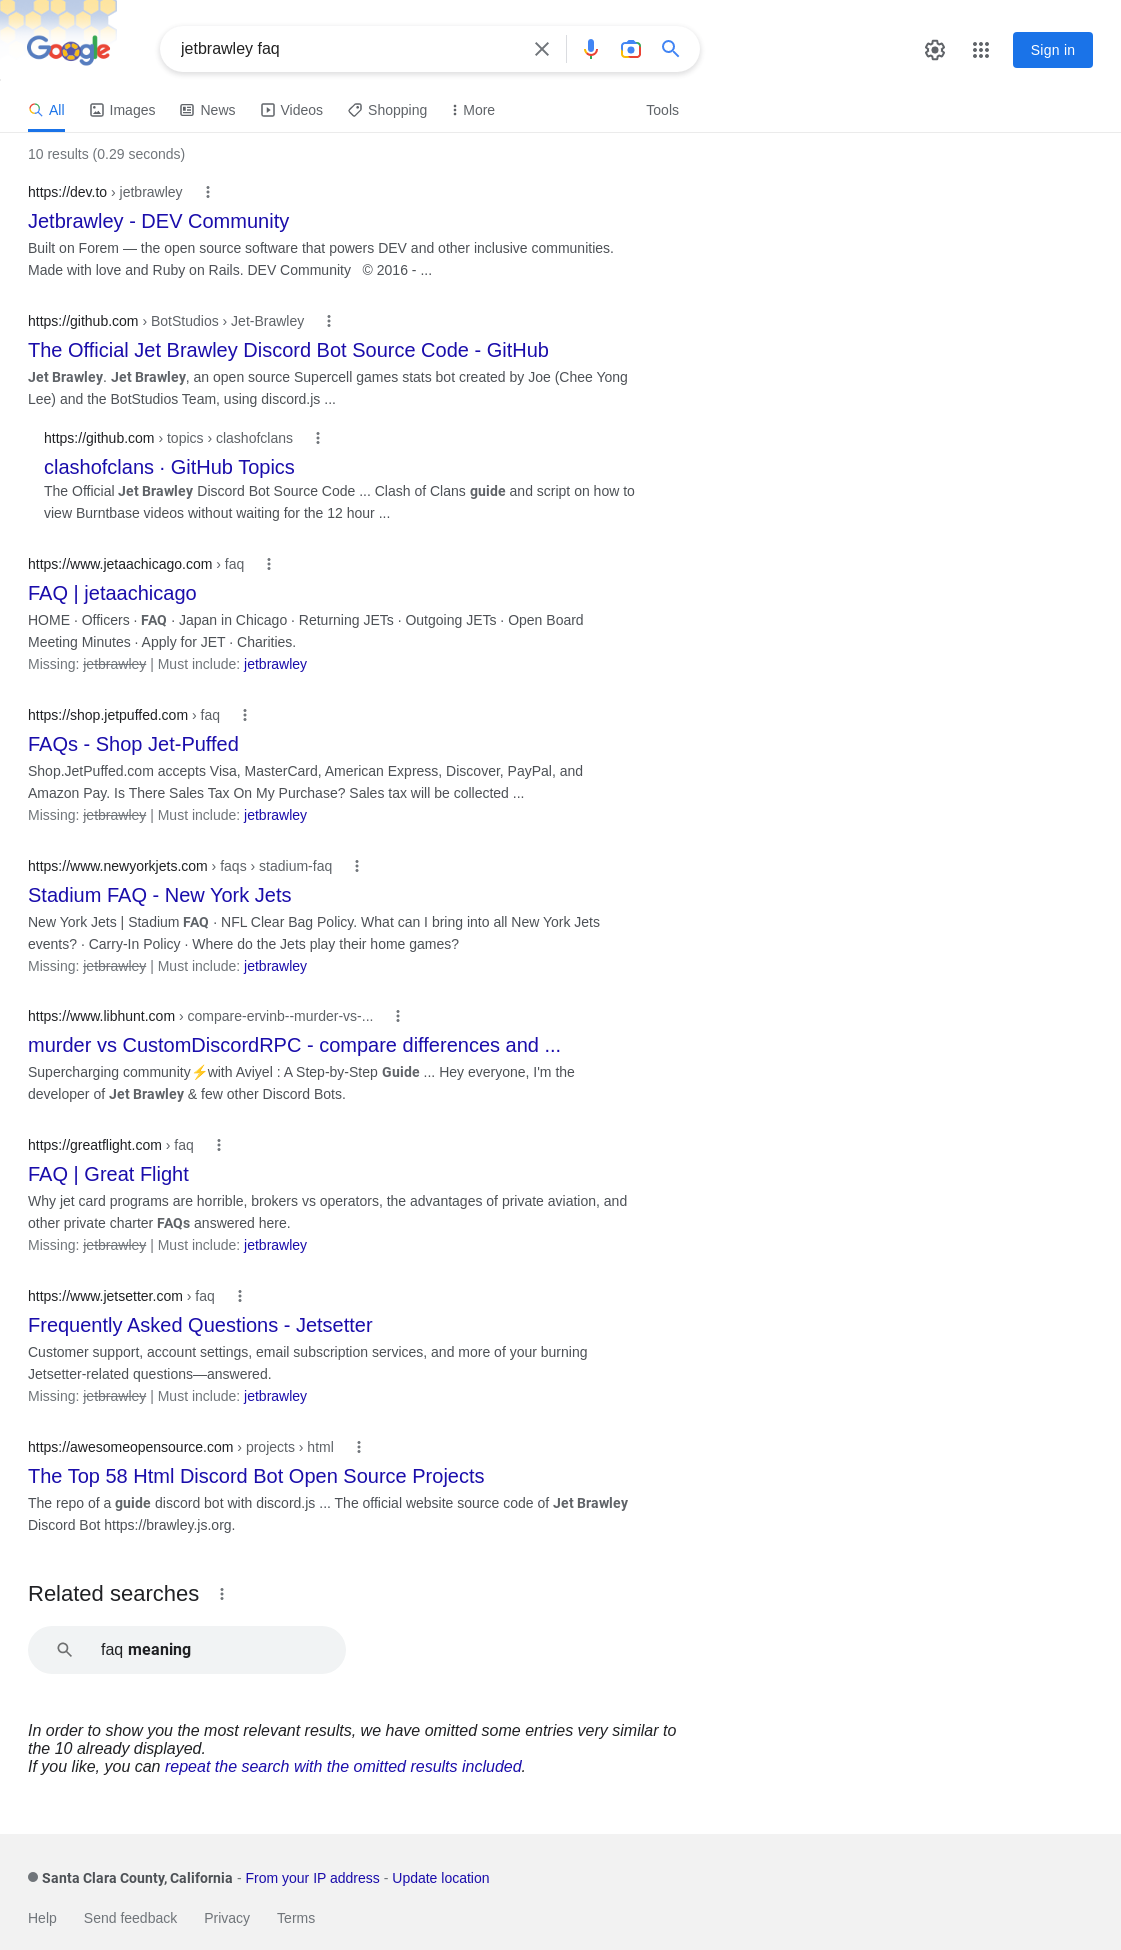 Google
jetbrawley faq
Sign in
All Images News Videos Shopping More Tools
10 results (0.29 seconds)
https://dev.to › jetbrawley
Jetbrawley - DEV Community
Built on Forem — the open source software that powers DEV and other inclusive communities.
Made with love and Ruby on Rails. DEV Community © 2016 - ...
https://github.com › BotStudios › Jet-Brawley
The Official Jet Brawley Discord Bot Source Code - GitHub
Jet Brawley. Jet Brawley, an open source Supercell games stats bot created by Joe (Chee Yong
Lee) and the BotStudios Team, using discord.js ...
https://github.com › topics › clashofclans
clashofclans · GitHub Topics
The Official Jet Brawley Discord Bot Source Code ... Clash of Clans guide and script on how to
view Burntbase videos without waiting for the 12 hour ...
https://www.jetaachicago.com › faq
FAQ | jetaachicago
HOME · Officers · FAQ · Japan in Chicago · Returning JETs · Outgoing JETs · Open Board
Meeting Minutes · Apply for JET · Charities.
Missing: jetbrawley | Must include: jetbrawley
https://shop.jetpuffed.com › faq
FAQs - Shop Jet-Puffed
Shop.JetPuffed.com accepts Visa, MasterCard, American Express, Discover, PayPal, and
Amazon Pay. Is There Sales Tax On My Purchase? Sales tax will be collected ...
Missing: jetbrawley | Must include: jetbrawley
https://www.newyorkjets.com › faqs › stadium-faq
Stadium FAQ - New York Jets
New York Jets | Stadium FAQ · NFL Clear Bag Policy. What can I bring into all New York Jets
events? · Carry-In Policy · Where do the Jets play their home games?
Missing: jetbrawley | Must include: jetbrawley
https://www.libhunt.com › compare-ervinb--murder-vs-...
murder vs CustomDiscordRPC - compare differences and ...
Supercharging community⚡with Aviyel : A Step-by-Step Guide ... Hey everyone, I'm the
developer of Jet Brawley & few other Discord Bots.
https://greatflight.com › faq
FAQ | Great Flight
Why jet card programs are horrible, brokers vs operators, the advantages of private aviation, and
other private charter FAQs answered here.
Missing: jetbrawley | Must include: jetbrawley
https://www.jetsetter.com › faq
Frequently Asked Questions - Jetsetter
Customer support, account settings, email subscription services, and more of your burning
Jetsetter-related questions—answered.
Missing: jetbrawley | Must include: jetbrawley
https://awesomeopensource.com › projects › html
The Top 58 Html Discord Bot Open Source Projects
The repo of a guide discord bot with discord.js ... The official website source code of Jet Brawley
Discord Bot https://brawley.js.org.
Related searches
faq meaning
In order to show you the most relevant results, we have omitted some entries very similar to
the 10 already displayed.
If you like, you can repeat the search with the omitted results included.
Santa Clara County, California - From your IP address - Update location
Help Send feedback Privacy Terms